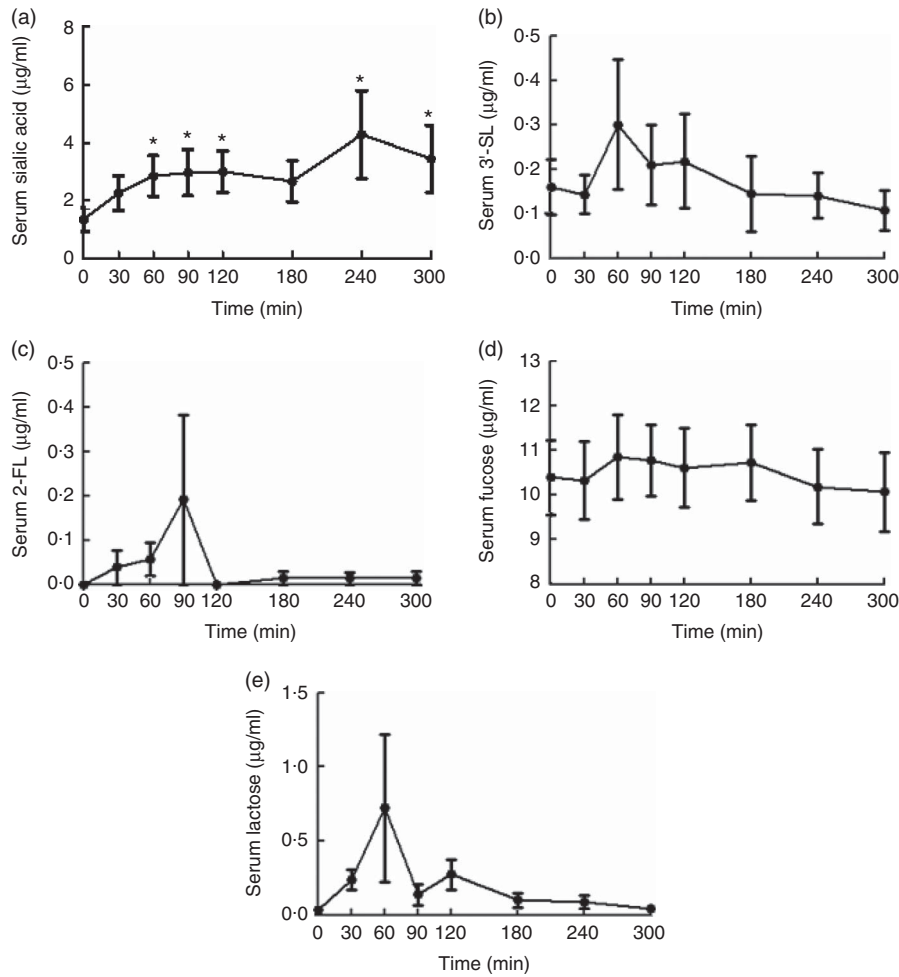 (a)
Serum sialic acid (μg/ml)
8
6
4
2
0
* * * * *
0 30 60 90 120 180 240 300
Time (min)
(b)
Serum 3'-SL (μg/ml)
0·5
0·4
0·3
0·2
0·1
0·0
0 30 60 90 120 180 240 300
Time (min)
(c)
Serum 2-FL (μg/ml)
0·5
0·4
0·3
0·2
0·1
0·0
0 30 60 90 120 180 240 300
Time (min)
(d)
Serum fucose (μg/ml)
13
12
11
10
9
8
0 30 60 90 120 180 240 300
Time (min)
(e)
Serum lactose (μg/ml)
1·5
1·0
0·5
0·0
0 30 60 90 120 180 240 300
Time (min)